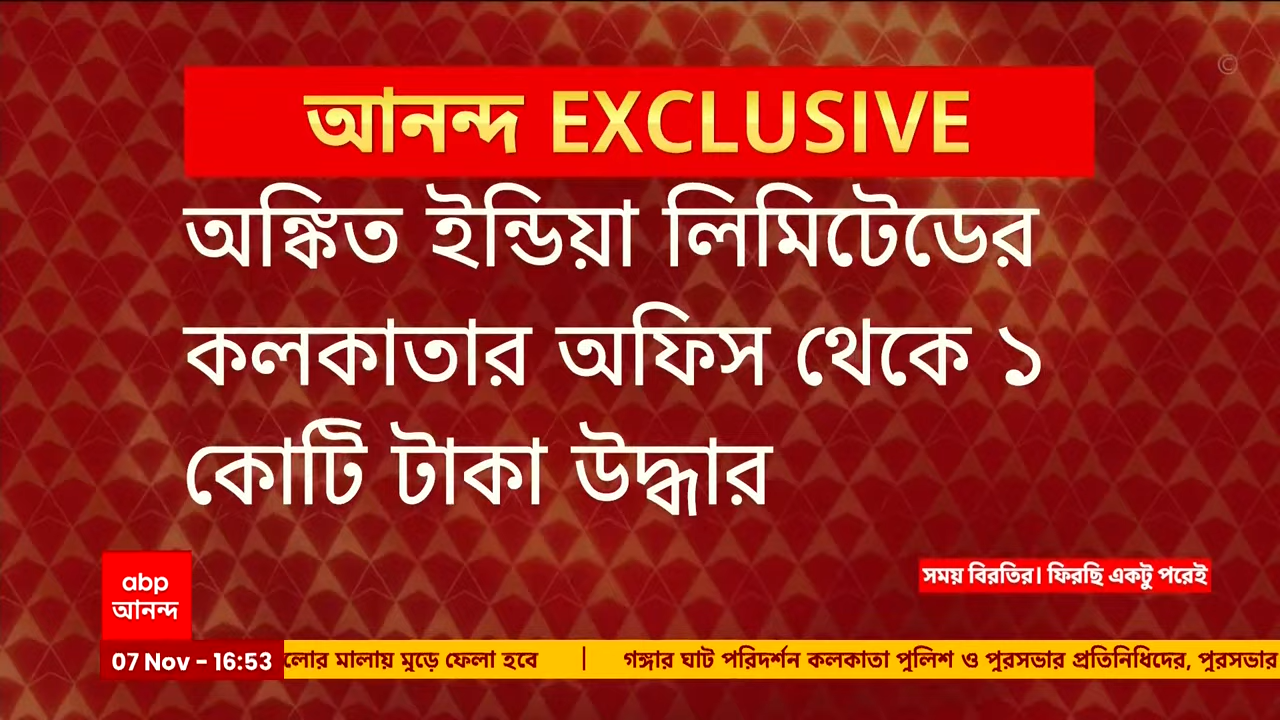 ©
আনন্দ EXCLUSIVE
অঙ্কিত ইন্ডিয়া লিমিটেডের
কলকাতার অফিস থেকে ১
কোটি টাকা উদ্ধার
সময় বিরতির। ফিরছি একটু পরেই
abp
আনন্দ
07 Nov - 16:53
লোর মালায় মুড়ে ফেলা হবে | গঙ্গার ঘাট পরিদর্শন কলকাতা পুলিশ ও পুরসভার প্রতিনিধিদের, পুরসভার